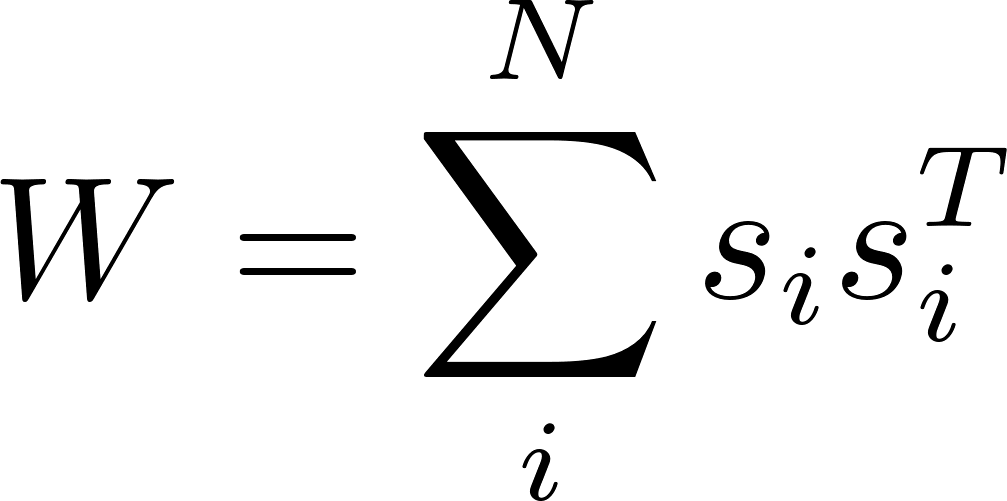 W = \sum_{i}^{N} s_i s_i^T